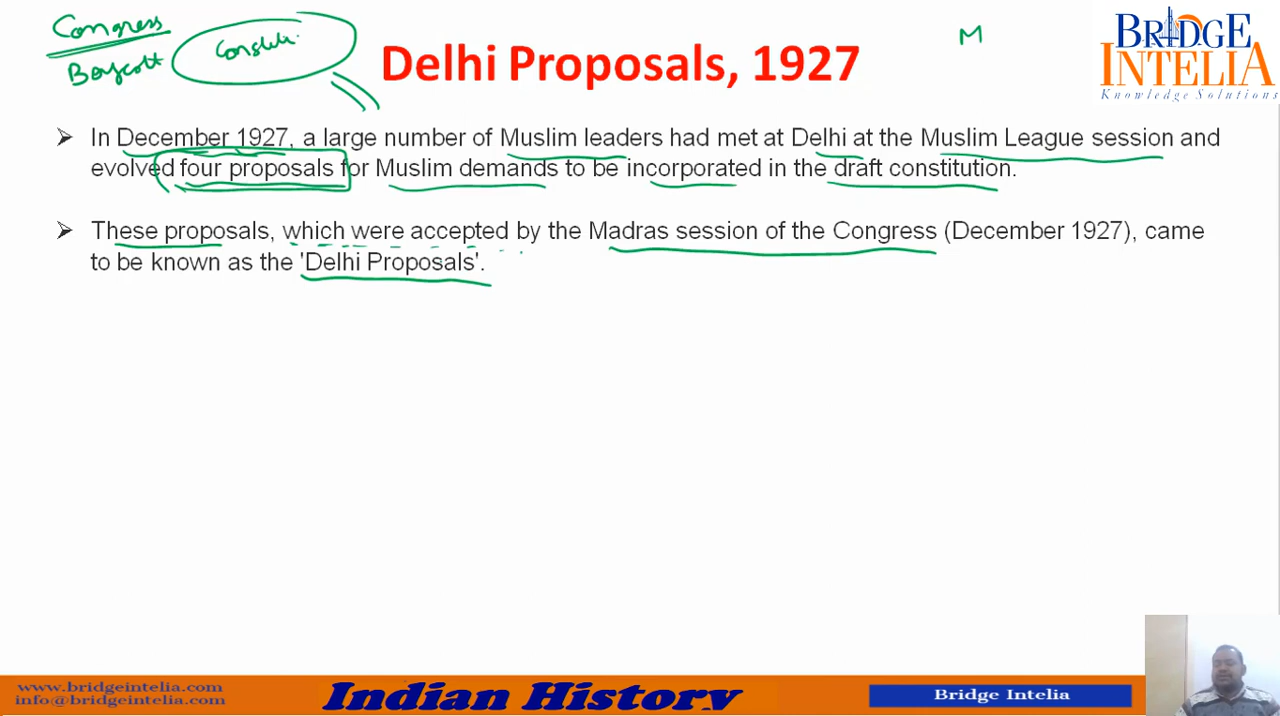 Congress
Boycott
M
BRIDGE
INTELIA
Knowledge Solutions
Delhi Proposals, 1927
➢ In December 1927, a large number of Muslim leaders had met at Delhi at the Muslim League session and
evolved four proposals for Muslim demands to be incorporated in the draft constitution.
➢ These proposals, which were accepted by the Madras session of the Congress (December 1927), came
to be known as the 'Delhi Proposals'.
www.bridgeintelia.com
info@bridgeintelia.com
Indian History
Bridge Intelia